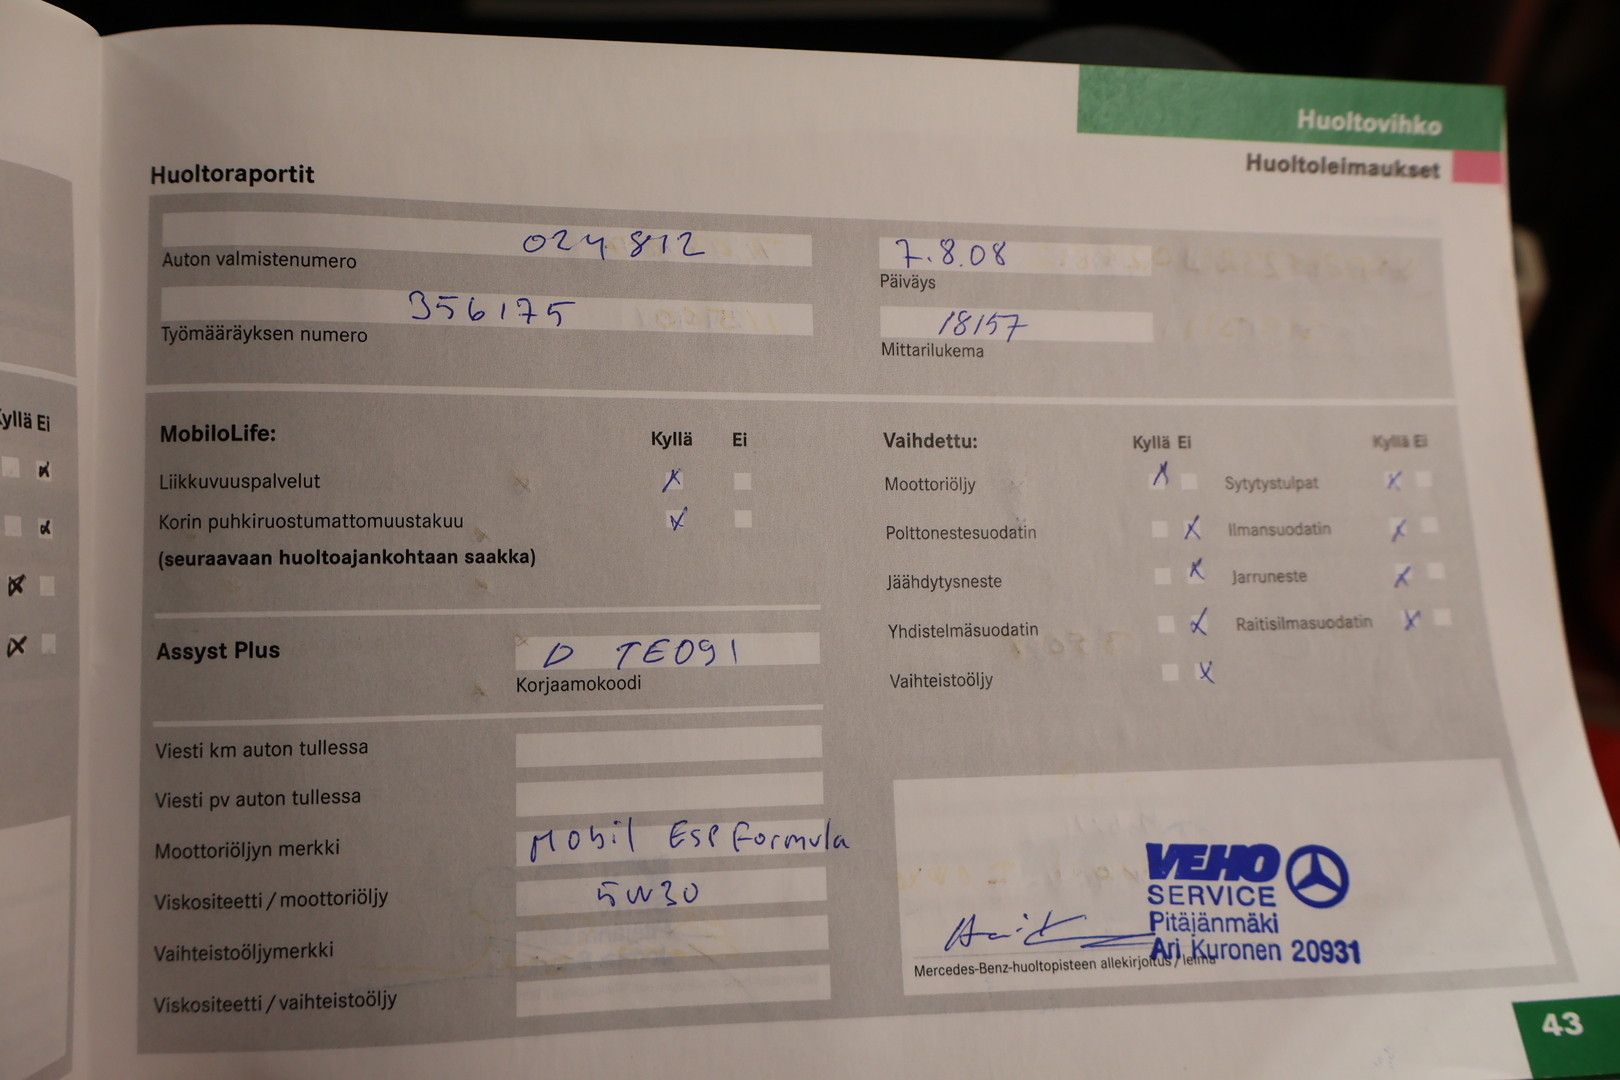 Huoltovihko
Huoltoleimaukset
Huoltoraportit
024812
Auton valmistenumero
7.8.08
Päiväys
356175
Työmääräyksen numero
18157
Mittarilukema
Kyllä Ei
MobiloLife: Kyllä Ei
Liikkuvuuspalvelut X
Korin puhkiruostumattomuustakuu X
(seuraavaan huoltoajankohtaan saakka)
Assyst Plus D TE091
Korjaamokoodi
Viesti km auton tullessa
Viesti pv auton tullessa
Moottoriöljyn merkki Mobil ESP Formula
Viskositeetti / moottoriöljy 5W30
Vaihteistoöljymerkki
Viskositeetti / vaihteistoöljy
Vaihdettu: Kyllä Ei Kyllä Ei
Moottoriöljy X Sytytystulpat X
Polttonestesuodatin X Ilmansuodatin X
Jäähdytysneste X Jarruneste X
Yhdistelmäsuodatin X Raitisilmasuodatin X
Vaihteistoöljy X
VEHO
SERVICE
Pitäjänmäki
Ari Kuronen 20931
Mercedes-Benz-huoltopisteen allekirjoitus / leima
43